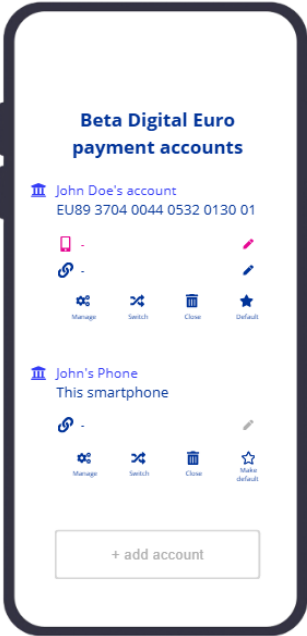 Beta Digital Euro
payment accounts
John Doe's account
EU89 3704 0044 0532 0130 01
-
-
Manage Switch Close Default
John's Phone
This smartphone
-
Manage Switch Close Make
default
+ add account